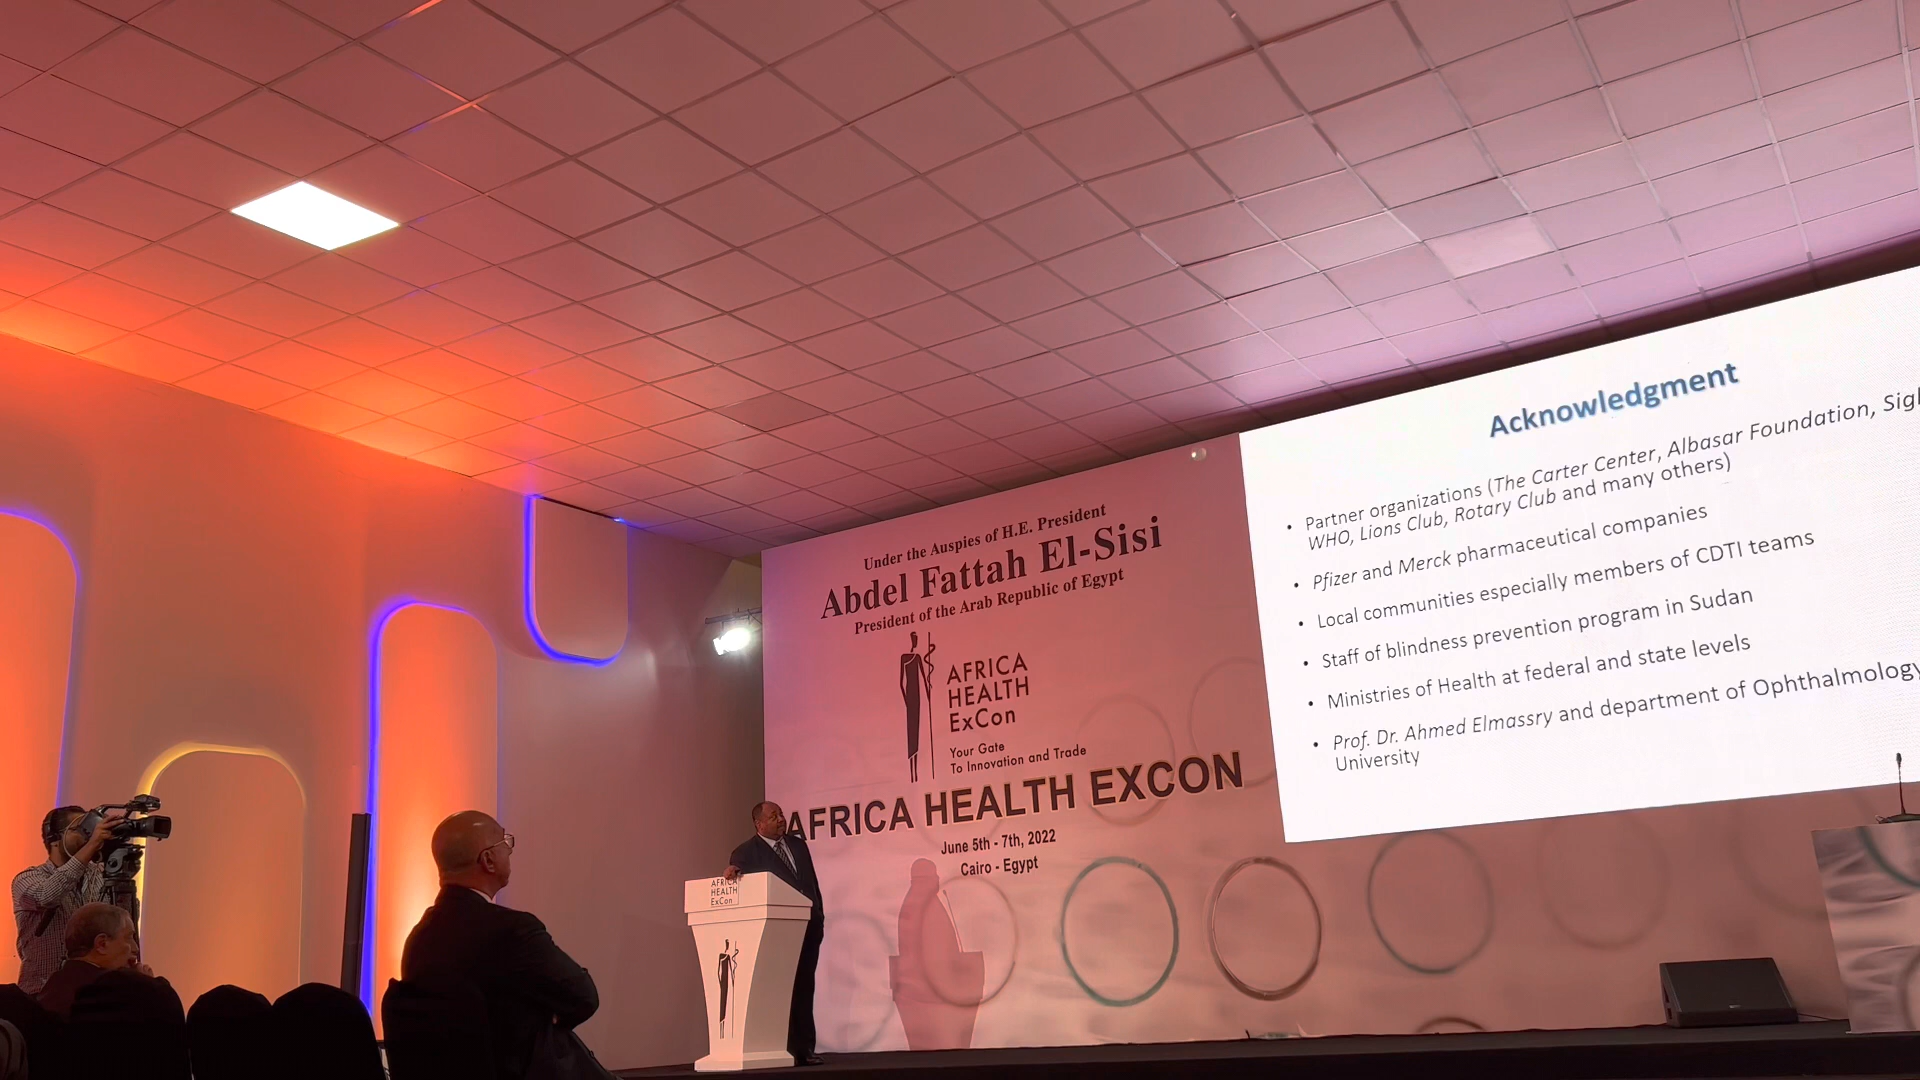 Under the Auspies of H.E. President
Abdel Fattah El-Sisi
President of the Arab Republic of Egypt
AFRICA
HEALTH
ExCon
Your Gate
To Innovation and Trade
AFRICA HEALTH EXCON
June 5th - 7th, 2022
Cairo - Egypt
AFRICA
HEALTH
ExCon
Acknowledgment
• Partner organizations (The Carter Center, Albasar Foundation,
WHO, Lions Club, Rotary Club and many others)
• Pfizer and Merck pharmaceutical companies
• Local communities especially members of CDTI teams
• Staff of blindness prevention program in Sudan
• Ministries of Health at federal and state levels
• Prof. Dr. Ahmed Elmassry and department of Ophthalmology
University